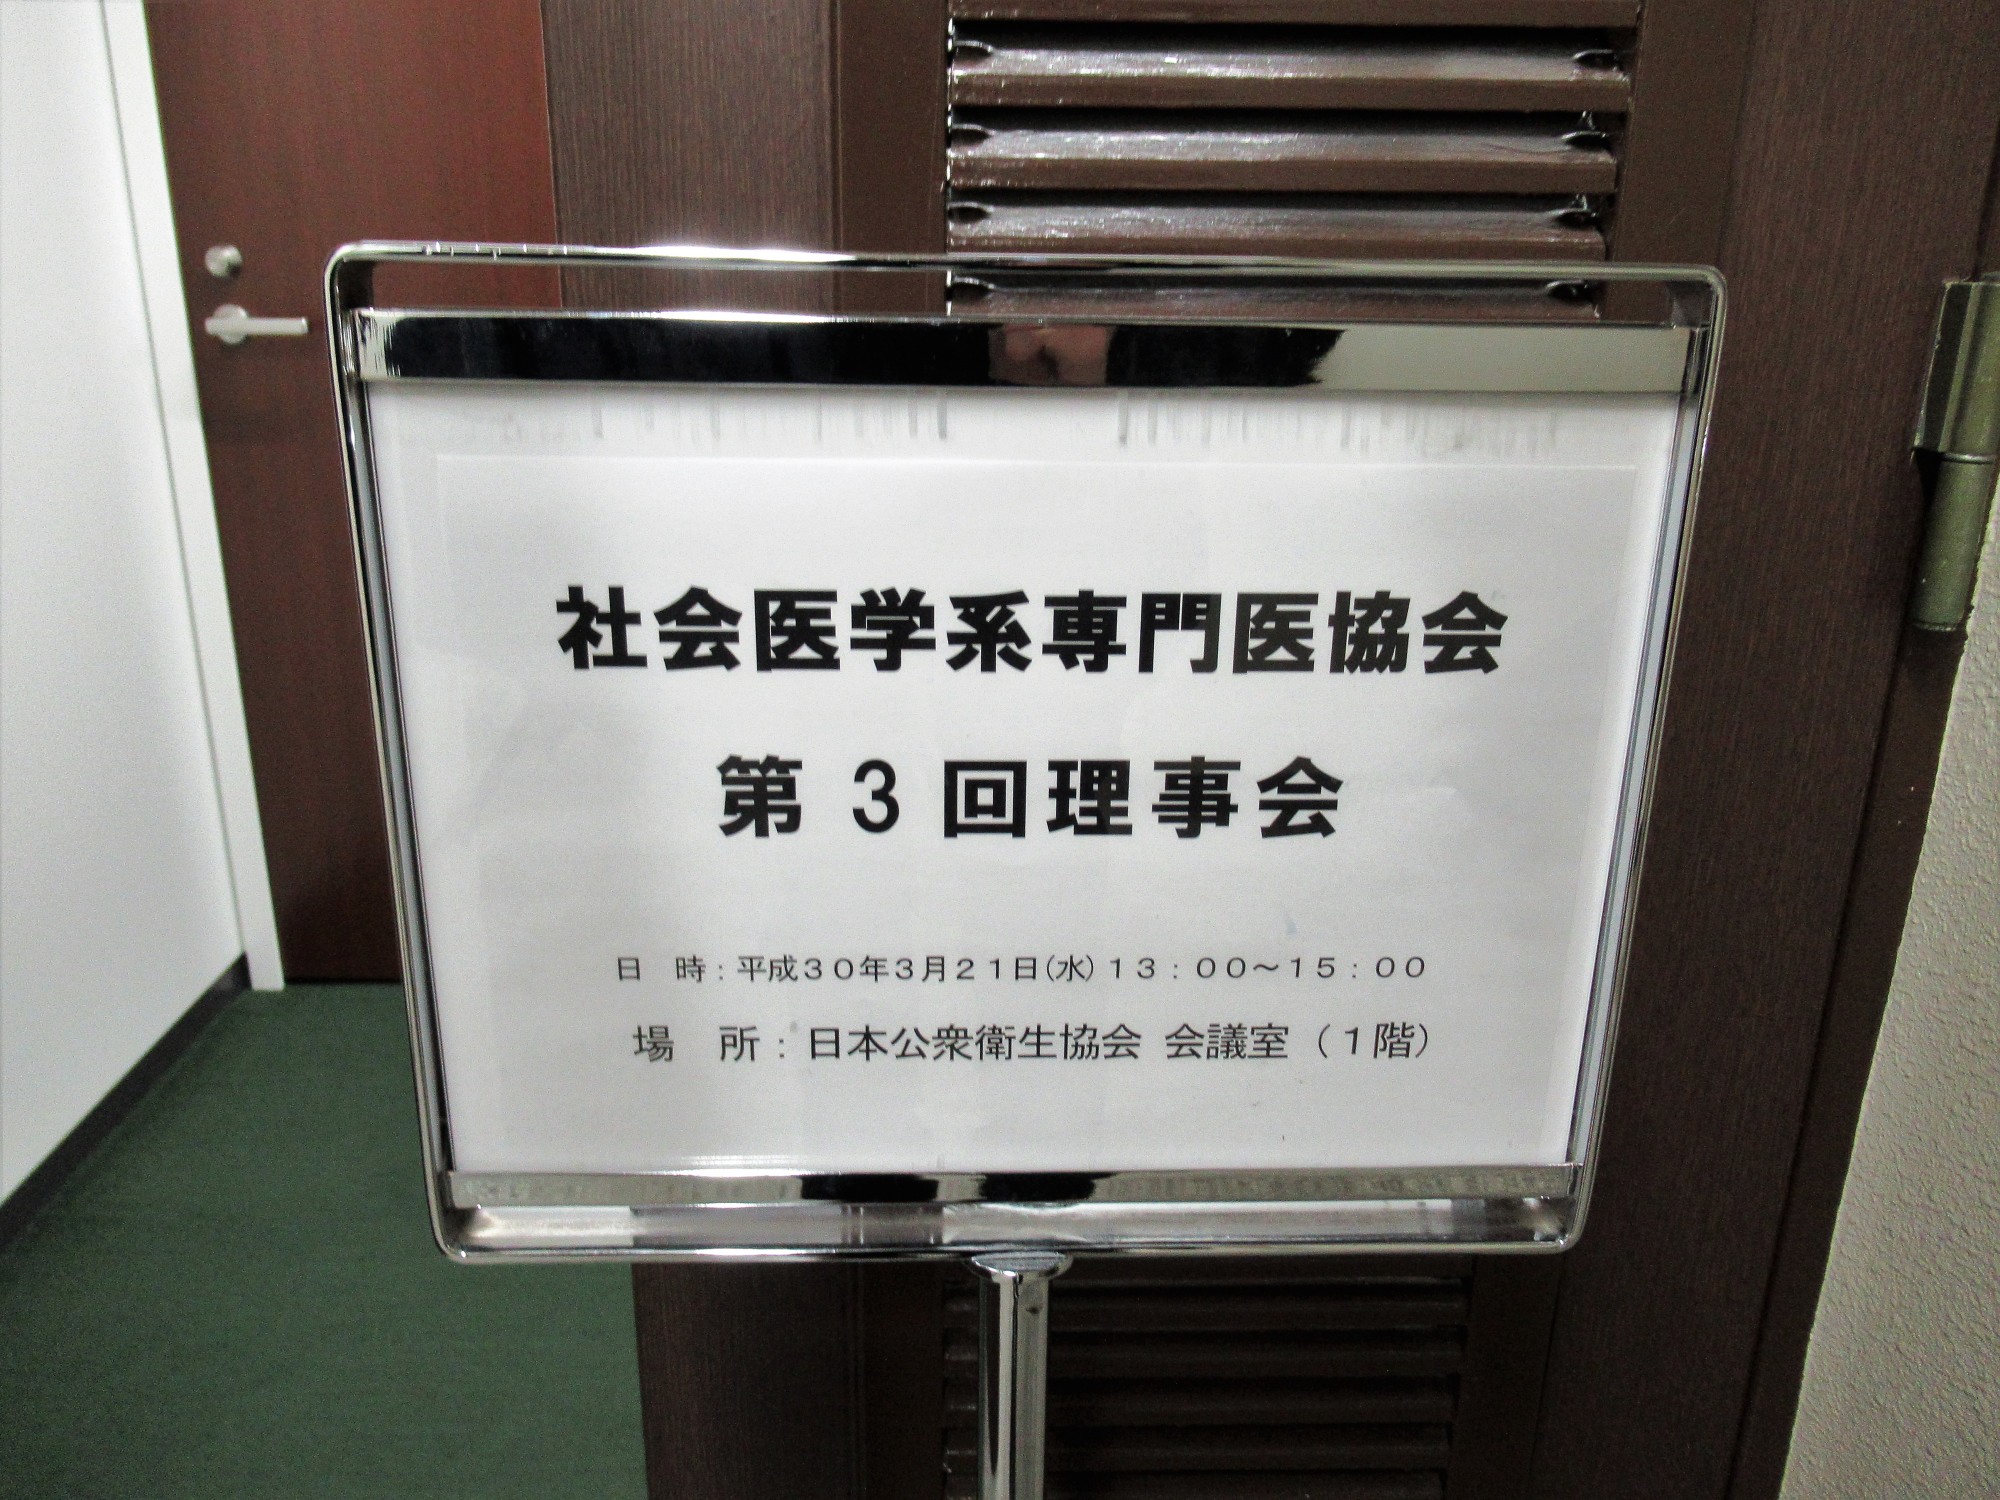 社会医学系専門医協会
第３回理事会
日　時：平成３０年３月２１日(水)１３：００～１５：００
場　所：日本公衆衛生協会 会議室（１階）